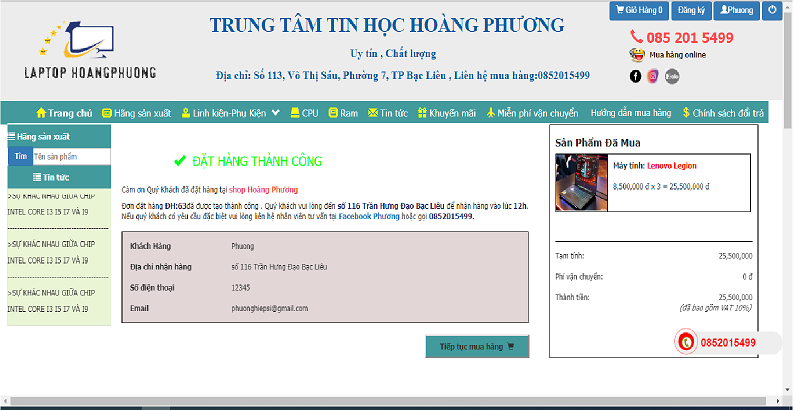 Giỏ Hàng 0
Đăng ký
Phuong
TRUNG TÂM TIN HỌC HOÀNG PHƯƠNG
Uy tín , Chất lượng
Địa chỉ: Số 113, Võ Thị Sáu, Phường 7, TP Bạc Liêu , Liên hệ mua hàng:0852015499
LAPTOP HOANGPHUONG
085 201 5499
Mua hàng online
Trang chủ
Hãng sản xuất
Linh kiện-Phụ Kiện
CPU
Ram
Tin tức
Khuyến mãi
Miễn phí vận chuyển
Hướng dẫn mua hàng
Chính sách đổi trả
Hãng sản xuất
Tìm
Tên sản phẩm
Tin tức
>SỰ KHÁC NHAU GIỮA CHIP
INTEL CORE I3 I5 I7 VÀ I9
>SỰ KHÁC NHAU GIỮA CHIP
INTEL CORE I3 I5 I7 VÀ I9
>SỰ KHÁC NHAU GIỮA CHIP
INTEL CORE I3 I5 I7 VÀ I9
ĐẶT HÀNG THÀNH CÔNG
Cảm ơn Quý Khách đã đặt hàng tại shop Hoàng Phương
Đơn đặt hàng ĐH:63đã được tạo thành công . Quý khách vui lòng đến số 116 Trần Hưng Đạo Bạc Liêu để nhận hàng vào lúc 12h.
Nếu quý khách có yêu cầu đặc biệt vui lòng liên hệ nhân viên tư vấn tại Facebook Phương hoặc gọi 0852015499.
Khách Hàng Phuong
Địa chỉ nhận hàng số 116 Trần Hưng Đạo Bạc Liêu
Số điện thoại 12345
Email phuonghiepsi@gmail.com
Tiếp tục mua hàng
Sản Phẩm Đã Mua
Máy tính: Lenovo Legion
8,500,000 đ x 3 = 25,500,000 đ
Tạm tính: 25,500,000
Phí vận chuyển: 0 đ
Thành tiền: 25,500,000
(đã bao gồm VAT 10%)
0852015499